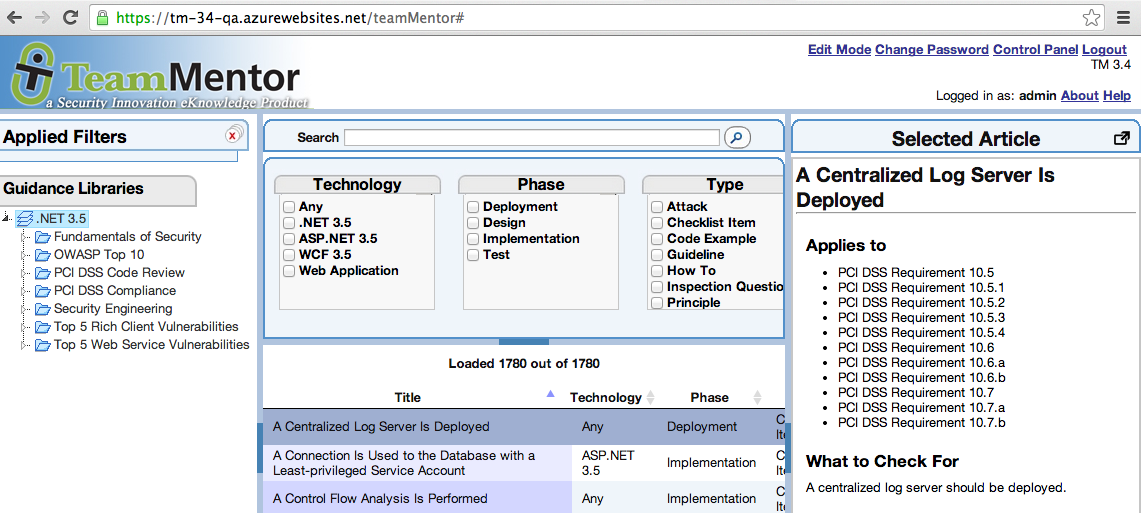 https://tm-34-qa.azurewebsites.net/teamMentor#
TeamMentor
a Security Innovation eKnowledge Product
Edit Mode Change Password Control Panel Logout
TM 3.4
Logged in as: admin About Help
Applied Filters
x
Guidance Libraries
.NET 3.5
Fundamentals of Security
OWASP Top 10
PCI DSS Code Review
PCI DSS Compliance
Security Engineering
Top 5 Rich Client Vulnerabilities
Top 5 Web Service Vulnerabilities
Search
Technology
Any
.NET 3.5
ASP.NET 3.5
WCF 3.5
Web Application
Phase
Deployment
Design
Implementation
Test
Type
Attack
Checklist Item
Code Example
Guideline
How To
Inspection Questio
Principle
Loaded 1780 out of 1780
Title Technology Phase
A Centralized Log Server Is Deployed Any Deployment C
Ite
A Connection Is Used to the Database with a
Least-privileged Service Account
ASP.NET
3.5
Implementation
C
Ite
A Control Flow Analysis Is Performed Any Implementation C
Ite
Selected Article
A Centralized Log Server Is
Deployed
Applies to
• PCI DSS Requirement 10.5
• PCI DSS Requirement 10.5.1
• PCI DSS Requirement 10.5.2
• PCI DSS Requirement 10.5.3
• PCI DSS Requirement 10.5.4
• PCI DSS Requirement 10.6
• PCI DSS Requirement 10.6.a
• PCI DSS Requirement 10.6.b
• PCI DSS Requirement 10.7
• PCI DSS Requirement 10.7.a
• PCI DSS Requirement 10.7.b
What to Check For
A centralized log server should be deployed.